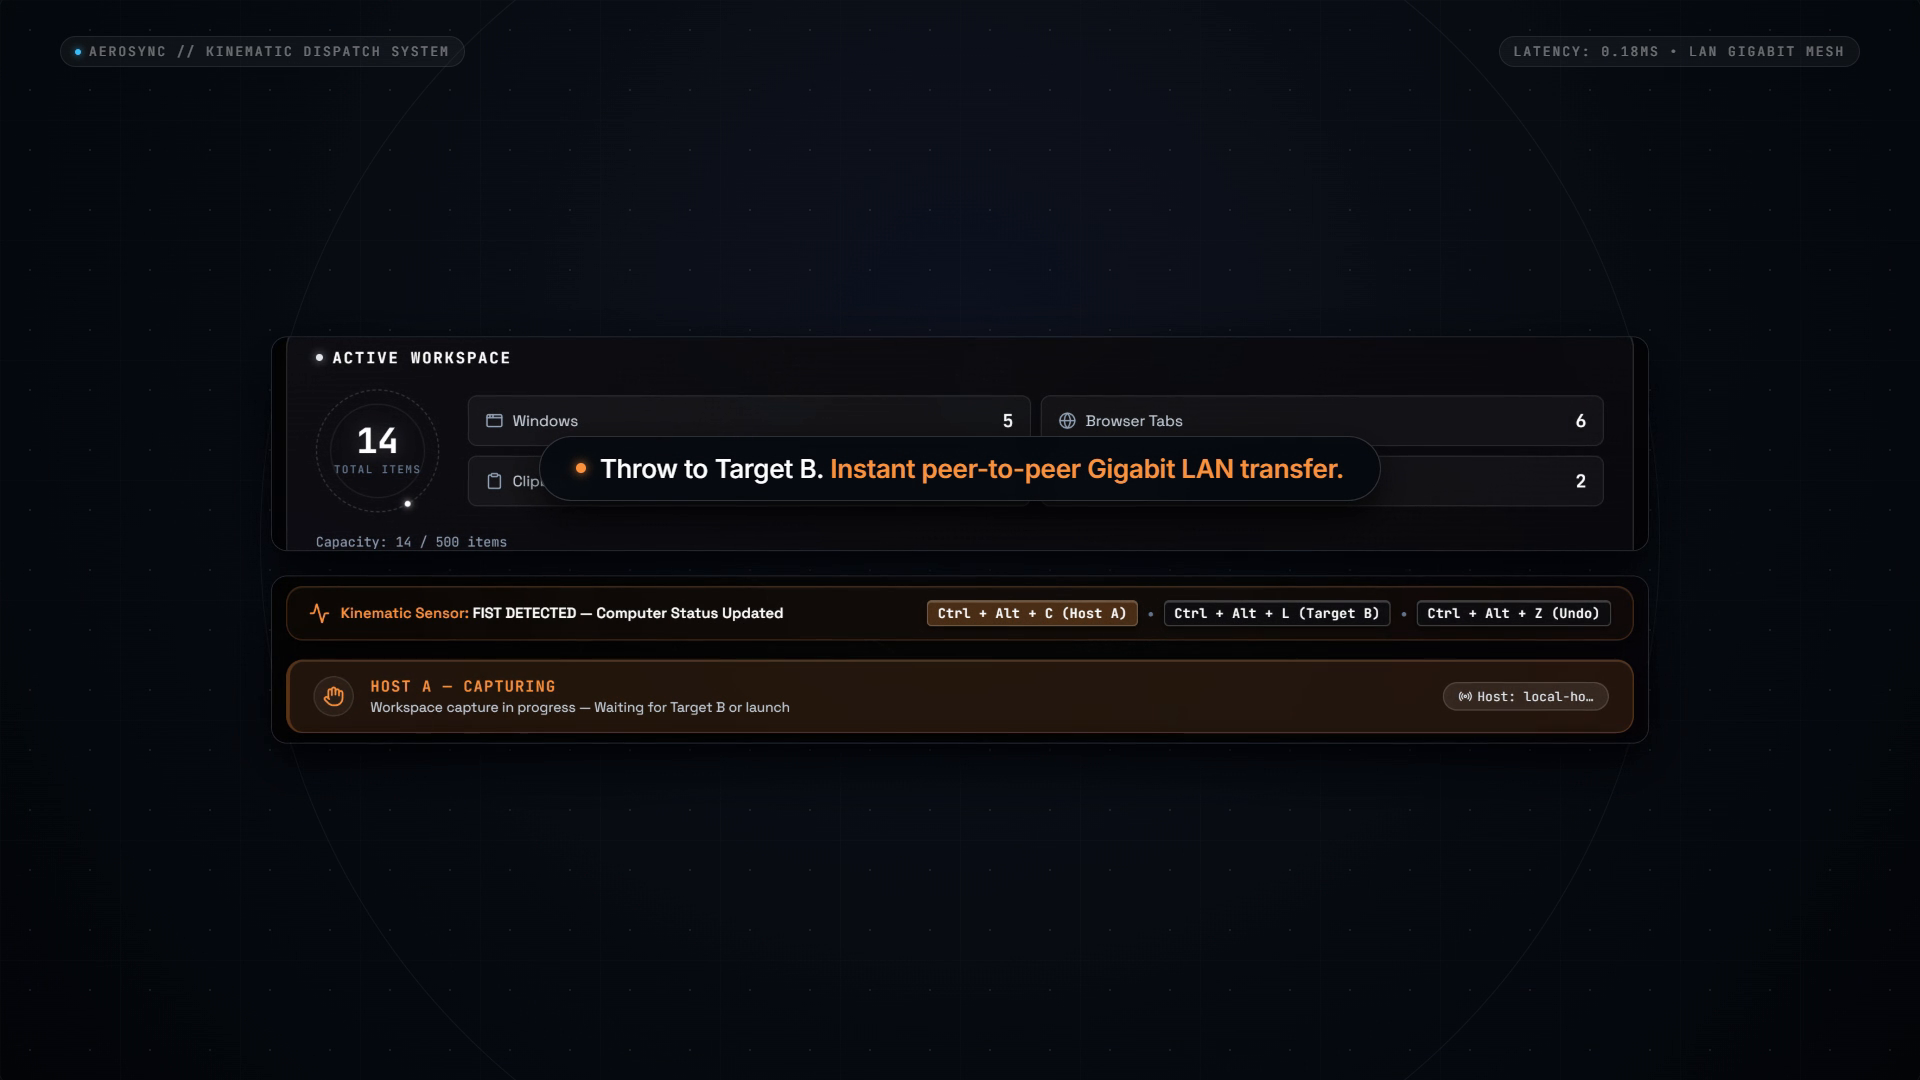 AEROSYNC // KINEMATIC DISPATCH SYSTEM
LATENCY: 0.18MS • LAN GIGABIT MESH
ACTIVE WORKSPACE
14
TOTAL ITEMS
Windows 5
Browser Tabs 6
Throw to Target B. Instant peer-to-peer Gigabit LAN transfer.
2
Capacity: 14 / 500 items
Kinematic Sensor: FIST DETECTED — Computer Status Updated
Ctrl + Alt + C (Host A) • Ctrl + Alt + L (Target B) • Ctrl + Alt + Z (Undo)
HOST A — CAPTURING
Workspace capture in progress — Waiting for Target B or launch
Host: local-ho…